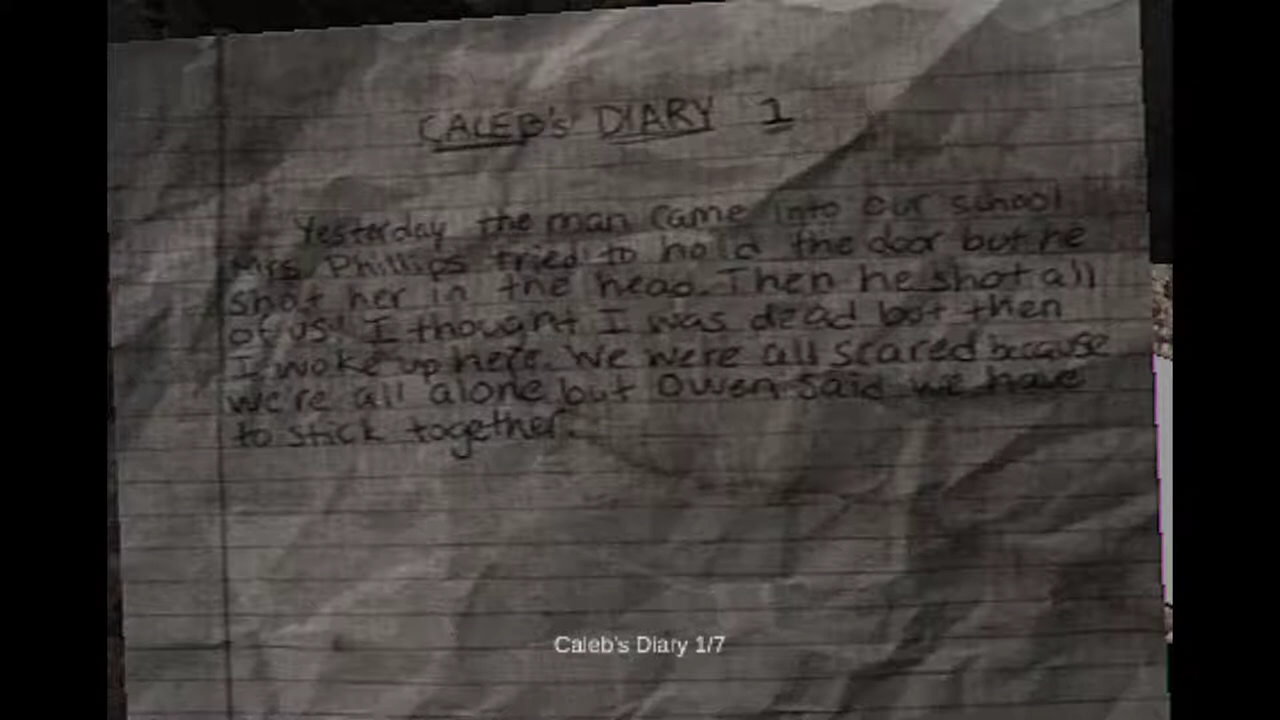 CALEB's DIARY 1
Yesterday the man came into our school
Mrs Phillips tried to hold the door but he
shot her in the head. Then he shot all
of us. I thought I was dead but then
I woke up here. We were all scared because
we're all alone but Owen said we have
to stick together.
Caleb's Diary 1/7